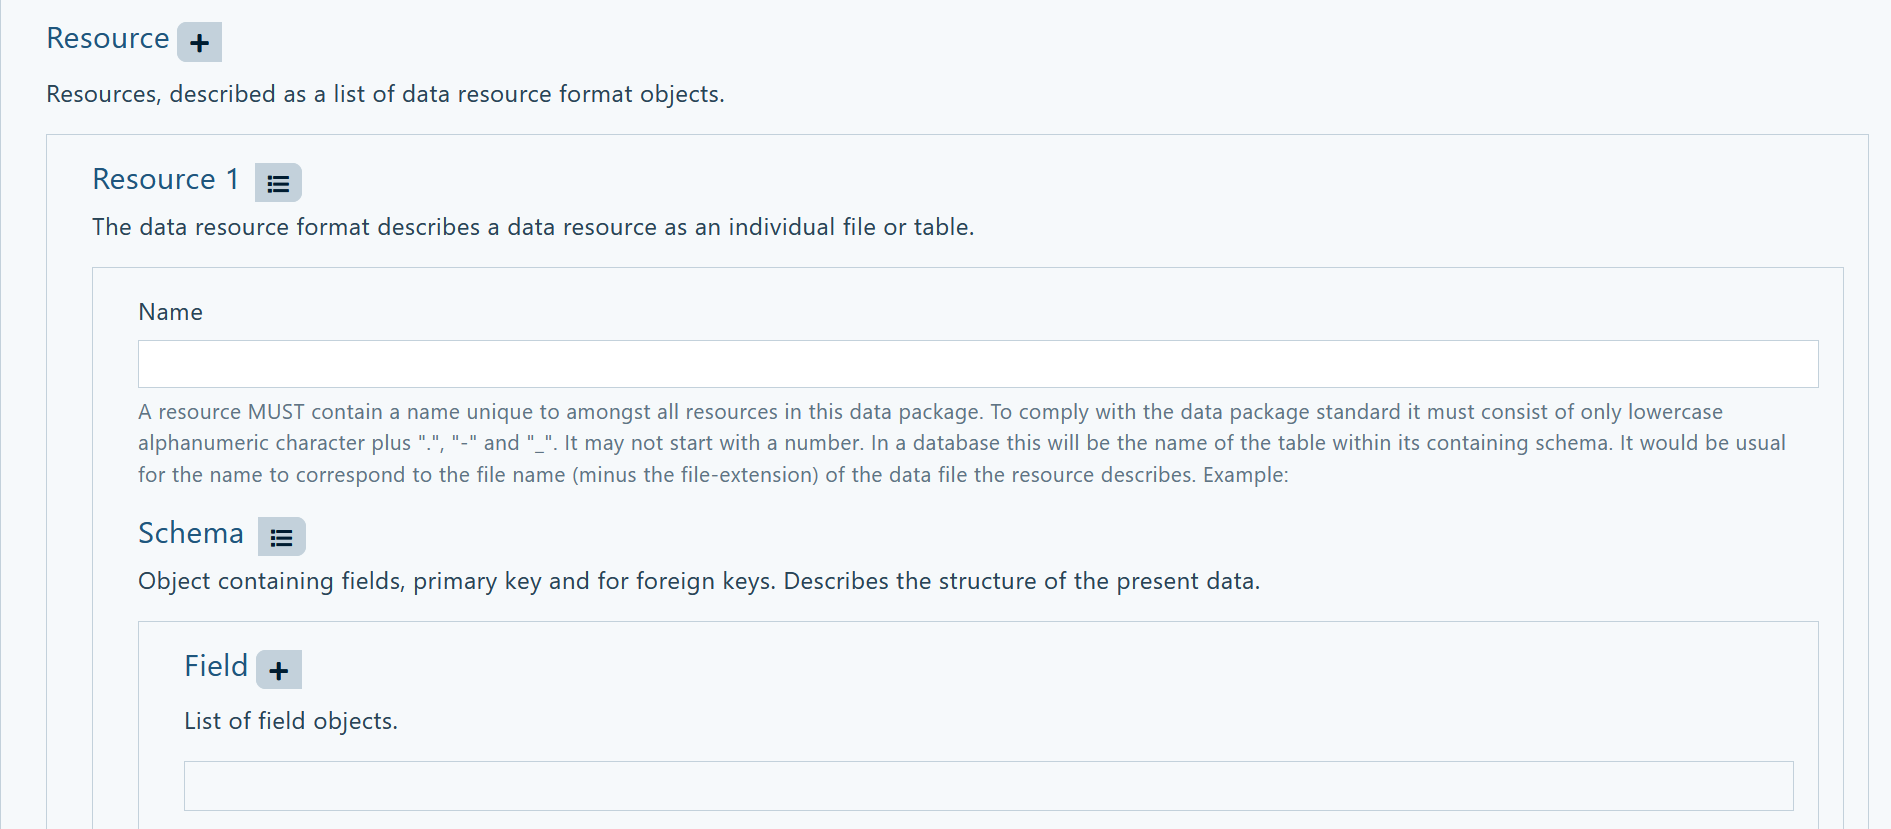 Resource
Resources, described as a list of data resource format objects.
Resource 1
The data resource format describes a data resource as an individual file or table.
Name
A resource MUST contain a name unique to amongst all resources in this data package. To comply with the data package standard it must consist of only lowercase
alphanumeric character plus ".", "-" and "_". It may not start with a number. In a database this will be the name of the table within its containing schema. It would be usual
for the name to correspond to the file name (minus the file-extension) of the data file the resource describes. Example:
Schema
Object containing fields, primary key and for foreign keys. Describes the structure of the present data.
Field
List of field objects.